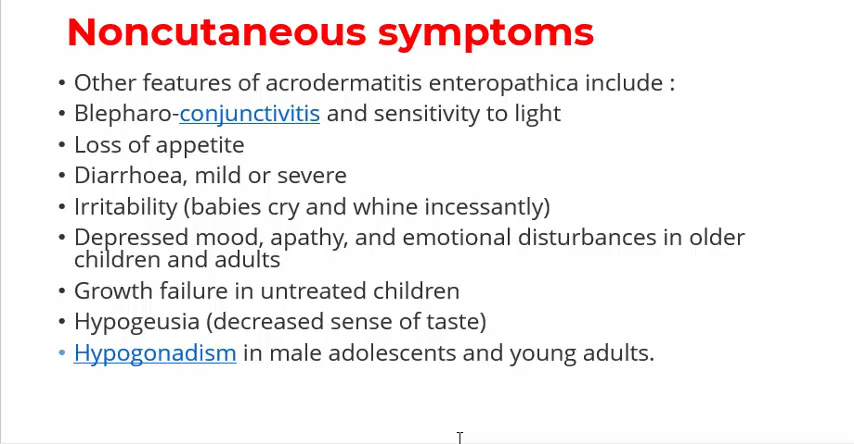 Noncutaneous symptoms
• Other features of acrodermatitis enteropathica include :
• Blepharo-conjunctivitis and sensitivity to light
• Loss of appetite
• Diarrhoea, mild or severe
• Irritability (babies cry and whine incessantly)
• Depressed mood, apathy, and emotional disturbances in older
children and adults
• Growth failure in untreated children
• Hypogeusia (decreased sense of taste)
• Hypogonadism in male adolescents and young adults.